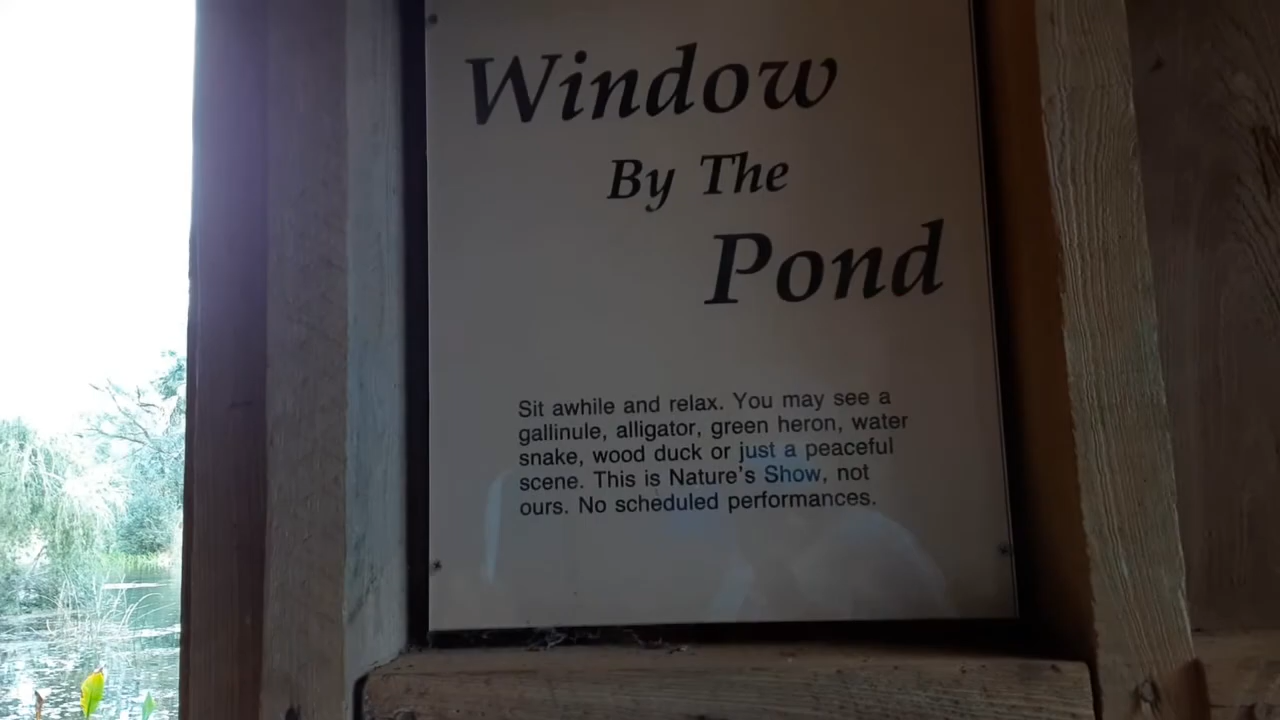 Window
By The
Pond
Sit awhile and relax. You may see a
gallinule, alligator, green heron, water
snake, wood duck or just a peaceful
scene. This is Nature's Show, not
ours. No scheduled performances.